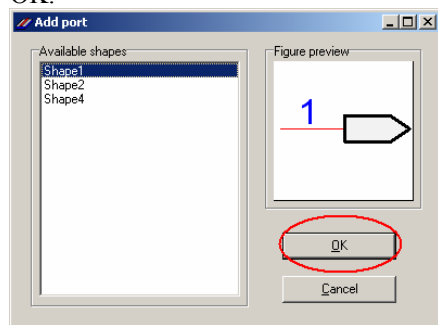 OK.
Add port
Available shapes
Shape1
Shape2
Shape4
Figure preview
1
OK
Cancel